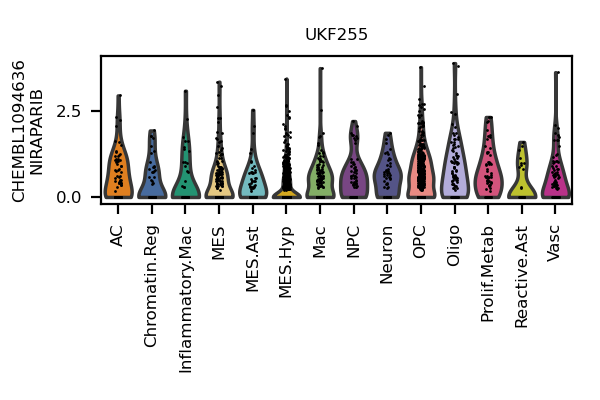 UKF255
CHEMBL1094636
NIRAPARIB
2.5
0.0
AC
Chromatin.Reg
Inflammatory.Mac
MES
MES.Ast
MES.Hyp
Mac
NPC
Neuron
OPC
Oligo
Prolif.Metab
Reactive.Ast
Vasc